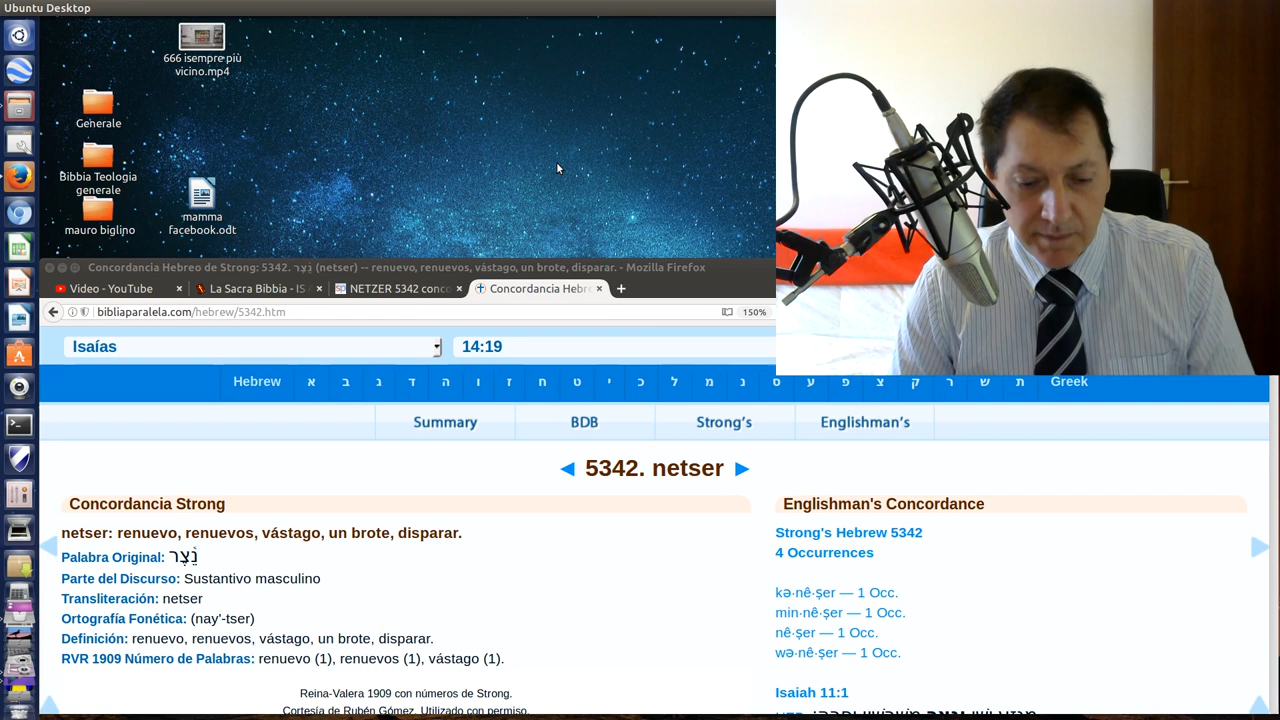 Ubuntu Desktop
666 isempre più
vicino.mp4
Generale
Bibbia Teologia
generale
mauro biglino
mamma
facebook.odt
Concordancia Hebreo de Strong: 5342. נֵ֫צֶר (netser) -- renuevo, renuevos, vástago, un brote, disparar. - Mozilla Firefox
Video - YouTube
La Sacra Bibbia - IS
NETZER 5342 conco
Concordancia Hebr
bibliaparalela.com/hebrew/5342.htm
150%
Isaías
14:19
Hebrew א ב ג ד ה ו ז ח ט י כ ל מ נ ס ע פ צ ק ר ש ת Greek
Summary
BDB
Strong's
Englishman's
◄ 5342. netser ►
Concordancia Strong
netser: renuevo, renuevos, vástago, un brote, disparar.
Palabra Original: נֵ֫צֶר
Parte del Discurso: Sustantivo masculino
Transliteración: netser
Ortografía Fonética: (nay'-tser)
Definición: renuevo, renuevos, vástago, un brote, disparar.
RVR 1909 Número de Palabras: renuevo (1), renuevos (1), vástago (1).
Reina-Valera 1909 con números de Strong.
Cortesía de Rubén Gómez. Utilizado con permiso.
Englishman's Concordance
Strong's Hebrew 5342
4 Occurrences
kə·nê·ṣer — 1 Occ.
min·nê·ṣer — 1 Occ.
nê·ṣer — 1 Occ.
wə·nê·ṣer — 1 Occ.
Isaiah 11:1